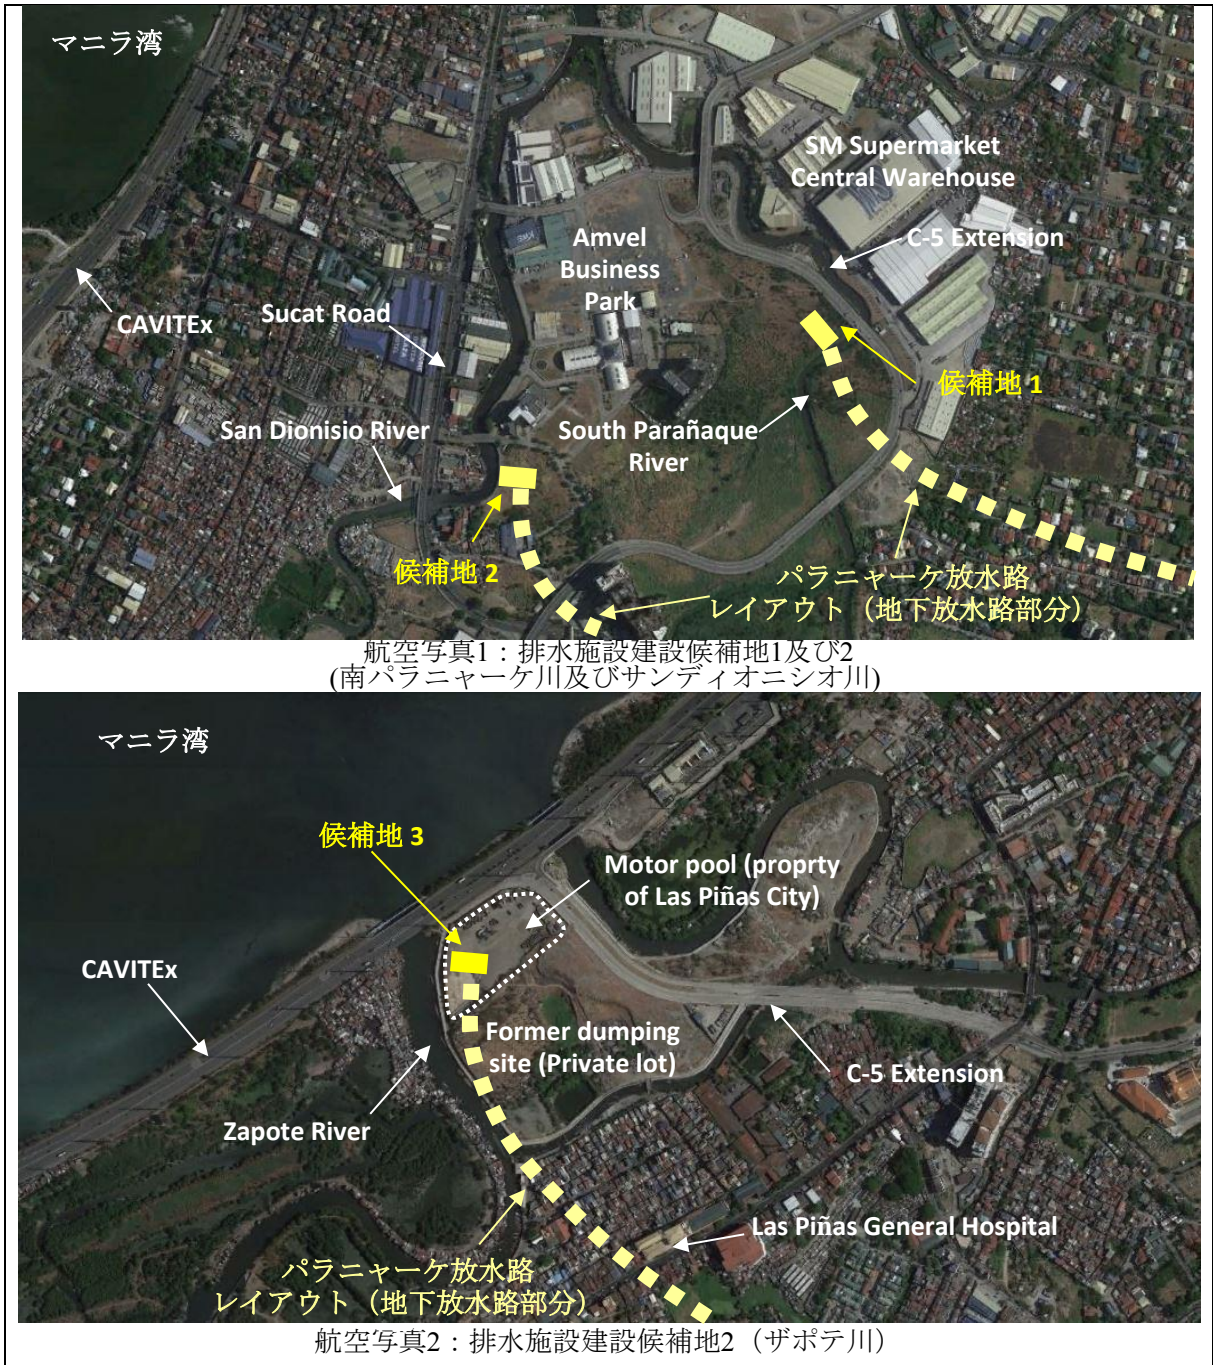 マニラ湾
SM Supermarket
Central Warehouse
Amvel
Business
Park
C-5 Extension
Sucat Road
CAVITEx
候補地 1
San Dionisio River
South Parañaque
River
候補地 2
パラニャーケ放水路
レイアウト（地下放水路部分）
航空写真1：排水施設建設候補地1及び2
(南パラニャーケ川及びサンディオニシオ川)
マニラ湾
候補地 3
Motor pool (proprty
of Las Piñas City)
CAVITEx
Former dumping
site (Private lot)
C-5 Extension
Zapote River
Las Piñas General Hospital
パラニャーケ放水路
レイアウト（地下放水路部分）
航空写真2：排水施設建設候補地2（ザポテ川）